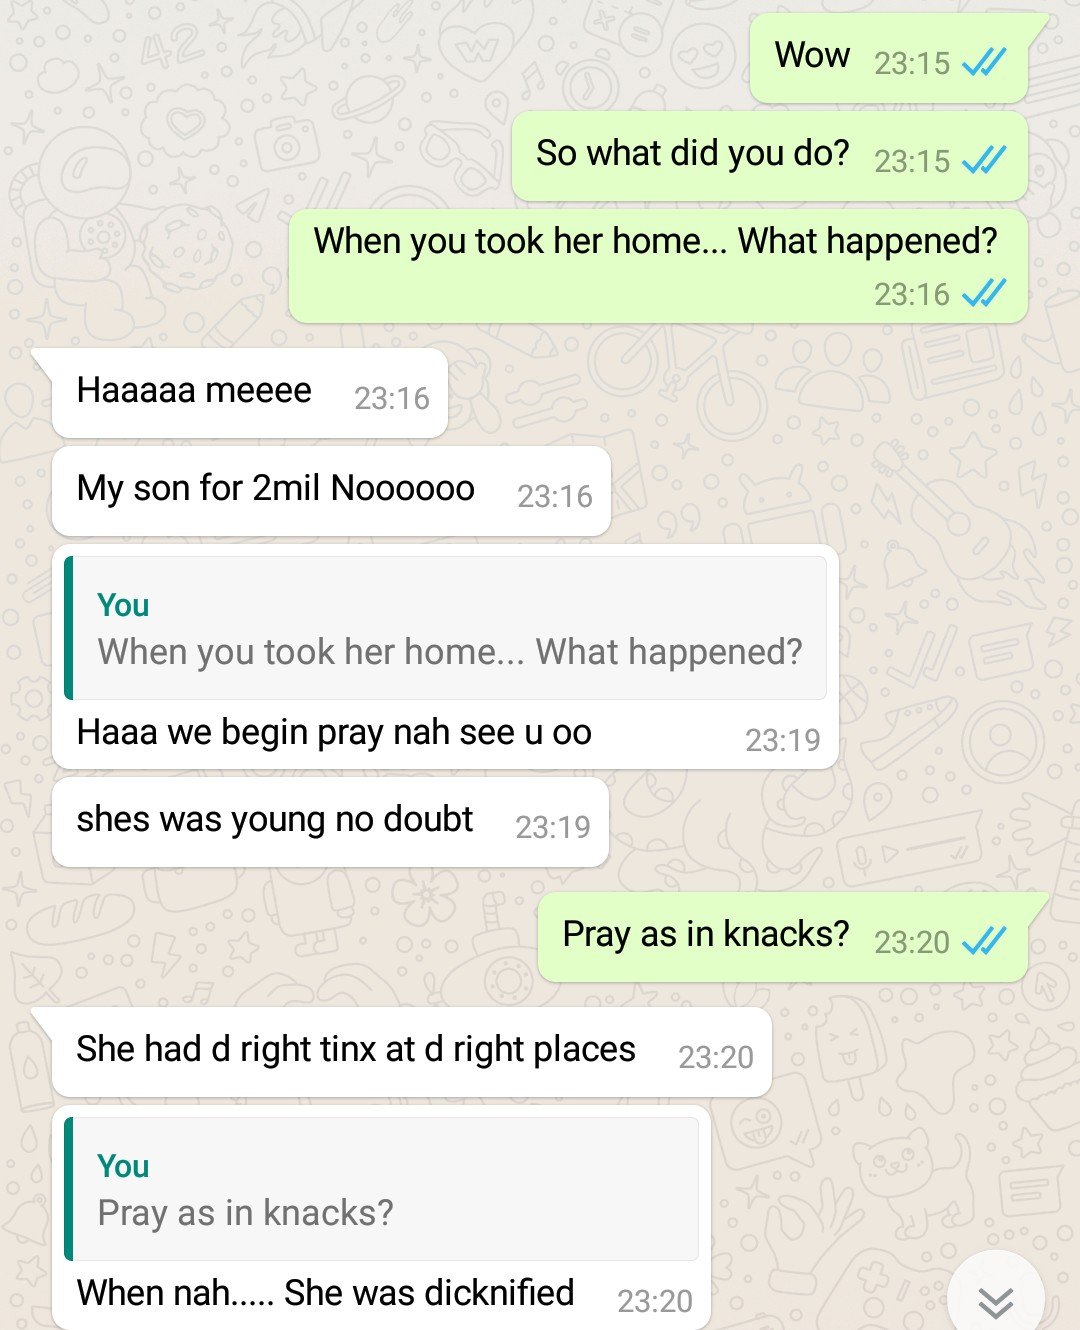 Wow 23:15
So what did you do? 23:15
When you took her home... What happened?
23:16
Haaaaa meeee 23:16
My son for 2mil Noooooo 23:16
You
When you took her home... What happened?
Haaa we begin pray nah see u oo 23:19
shes was young no doubt 23:19
Pray as in knacks? 23:20
She had d right tinx at d right places 23:20
You
Pray as in knacks?
When nah..... She was dicknified 23:20